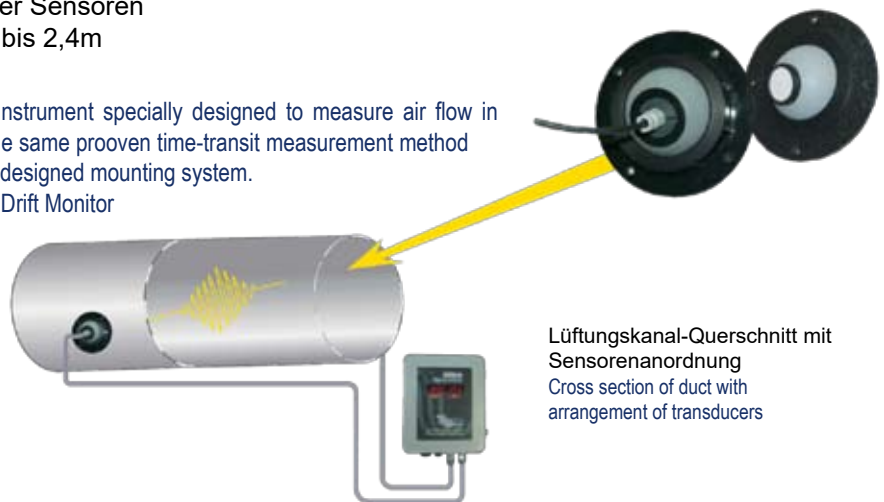 er Sensoren
bis 2,4m
nstrument specially designed to measure air flow in
e same prooven time-transit measurement method
designed mounting system.
Drift Monitor
Lüftungskanal-Querschnitt mit
Sensorenanordnung
Cross section of duct with
arrangement of transducers